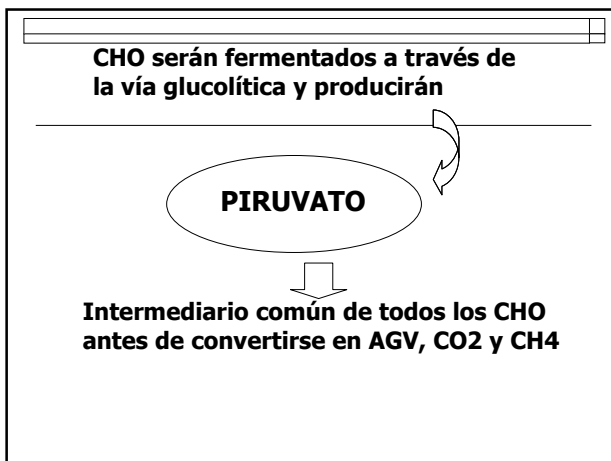 CHO serán fermentados a través de
la vía glucolítica y producirán
PIRUVATO
Intermediario común de todos los CHO
antes de convertirse en AGV, CO2 y CH4